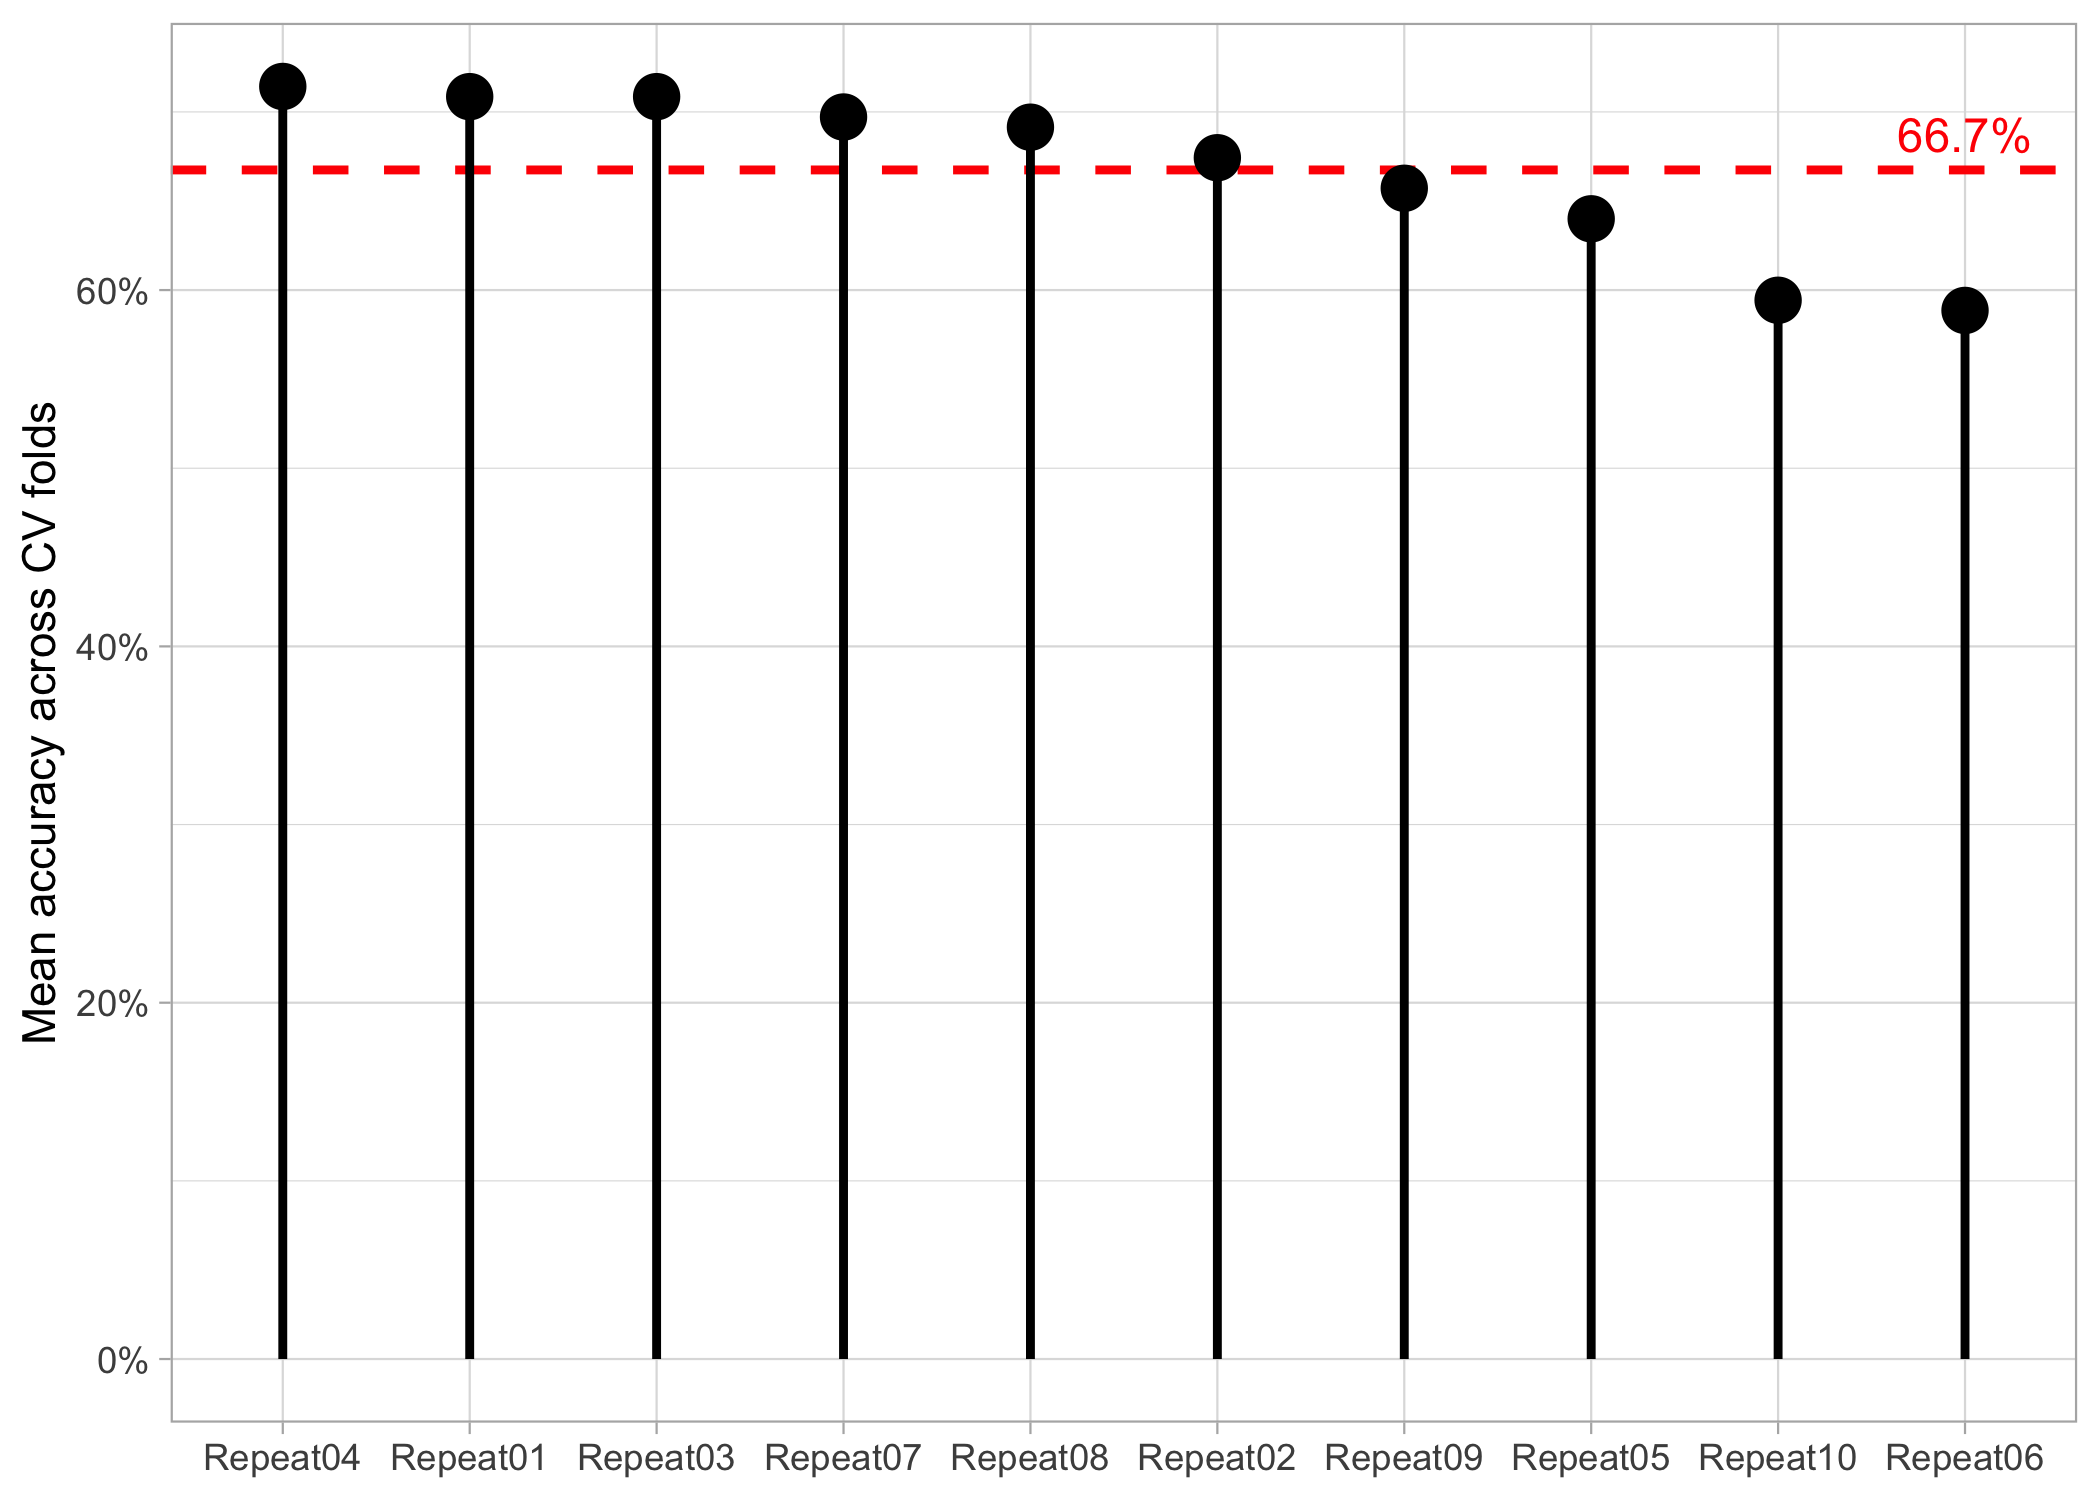 66.7%
60%
40%
20%
0%
Mean accuracy across CV folds
Repeat04 Repeat01 Repeat03 Repeat07 Repeat08 Repeat02 Repeat09 Repeat05 Repeat10 Repeat06